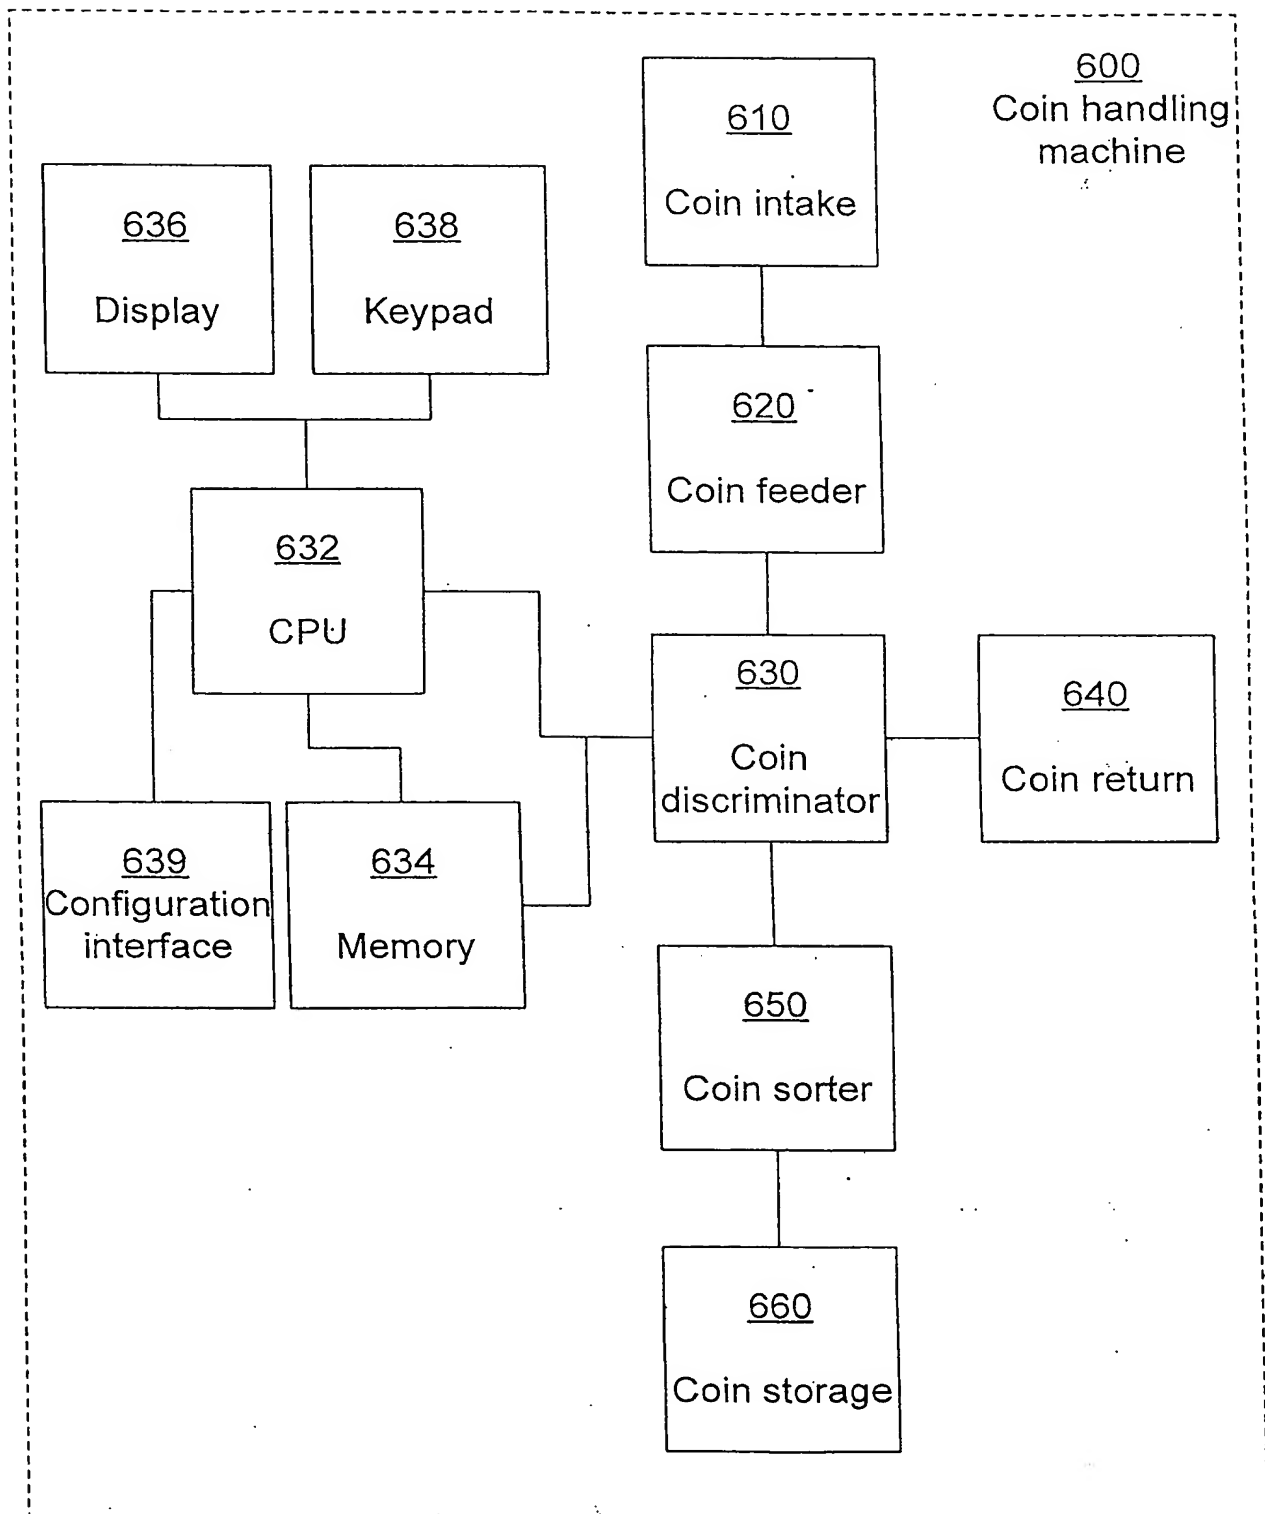 600
Coin handling
machine
610
Coin intake
636
Display
638
Keypad
620
Coin feeder
632
CPU
630
Coin
discriminator
640
Coin return
639
Configuration
interface
634
Memory
650
Coin sorter
660
Coin storage